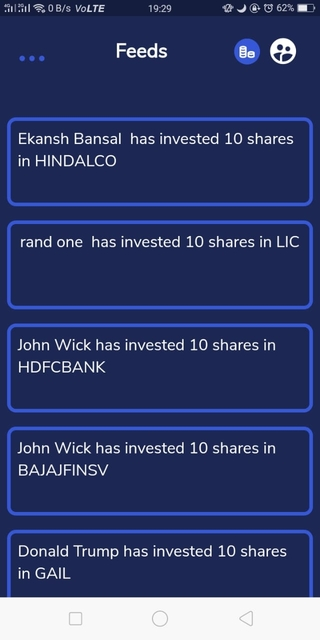 0 B/s VoLTE 19:29 62%
Feeds
Ekansh Bansal has invested 10 shares
in HINDALCO
rand one has invested 10 shares in LIC
John Wick has invested 10 shares in
HDFCBANK
John Wick has invested 10 shares in
BAJAJFINSV
Donald Trump has invested 10 shares
in GAIL